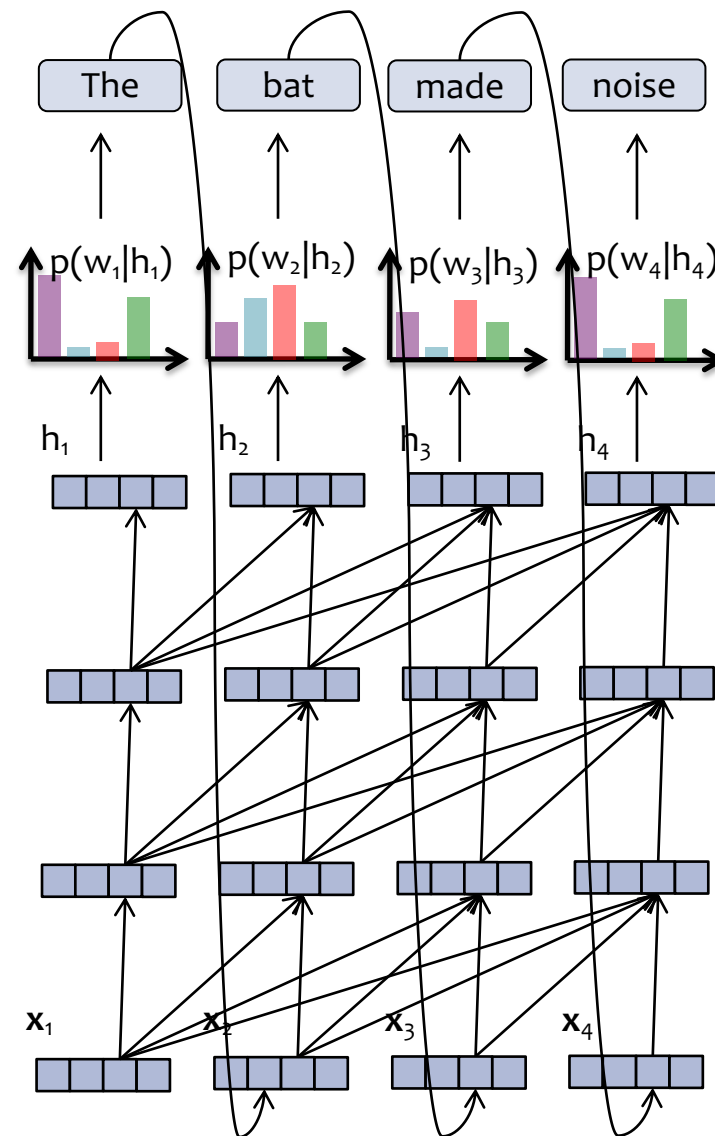 The bat made noise
p(w₁|h₁) p(w₂|h₂) p(w₃|h₃) p(w₄|h₄)
h₁ h₂ h₃ h₄
x₁ x₂ x₃ x₄